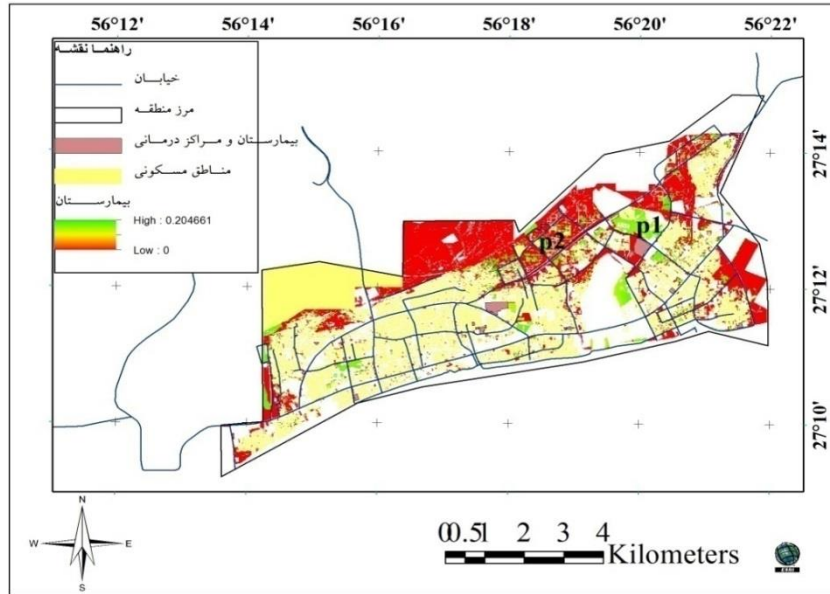 56°12' 56°14' 56°16' 56°18' 56°20' 56°22'
راهنما نقشه
خیابان
مرز منطقه
بیمارستان و مراکز درمانی
مناطق مسکونی
بیمارستان
High : 0.204661
Low : 0
p1
p2
27°14'
27°12'
27°10'
N
W E
S
0 0.5 1 2 3 4
Kilometers
ESRI